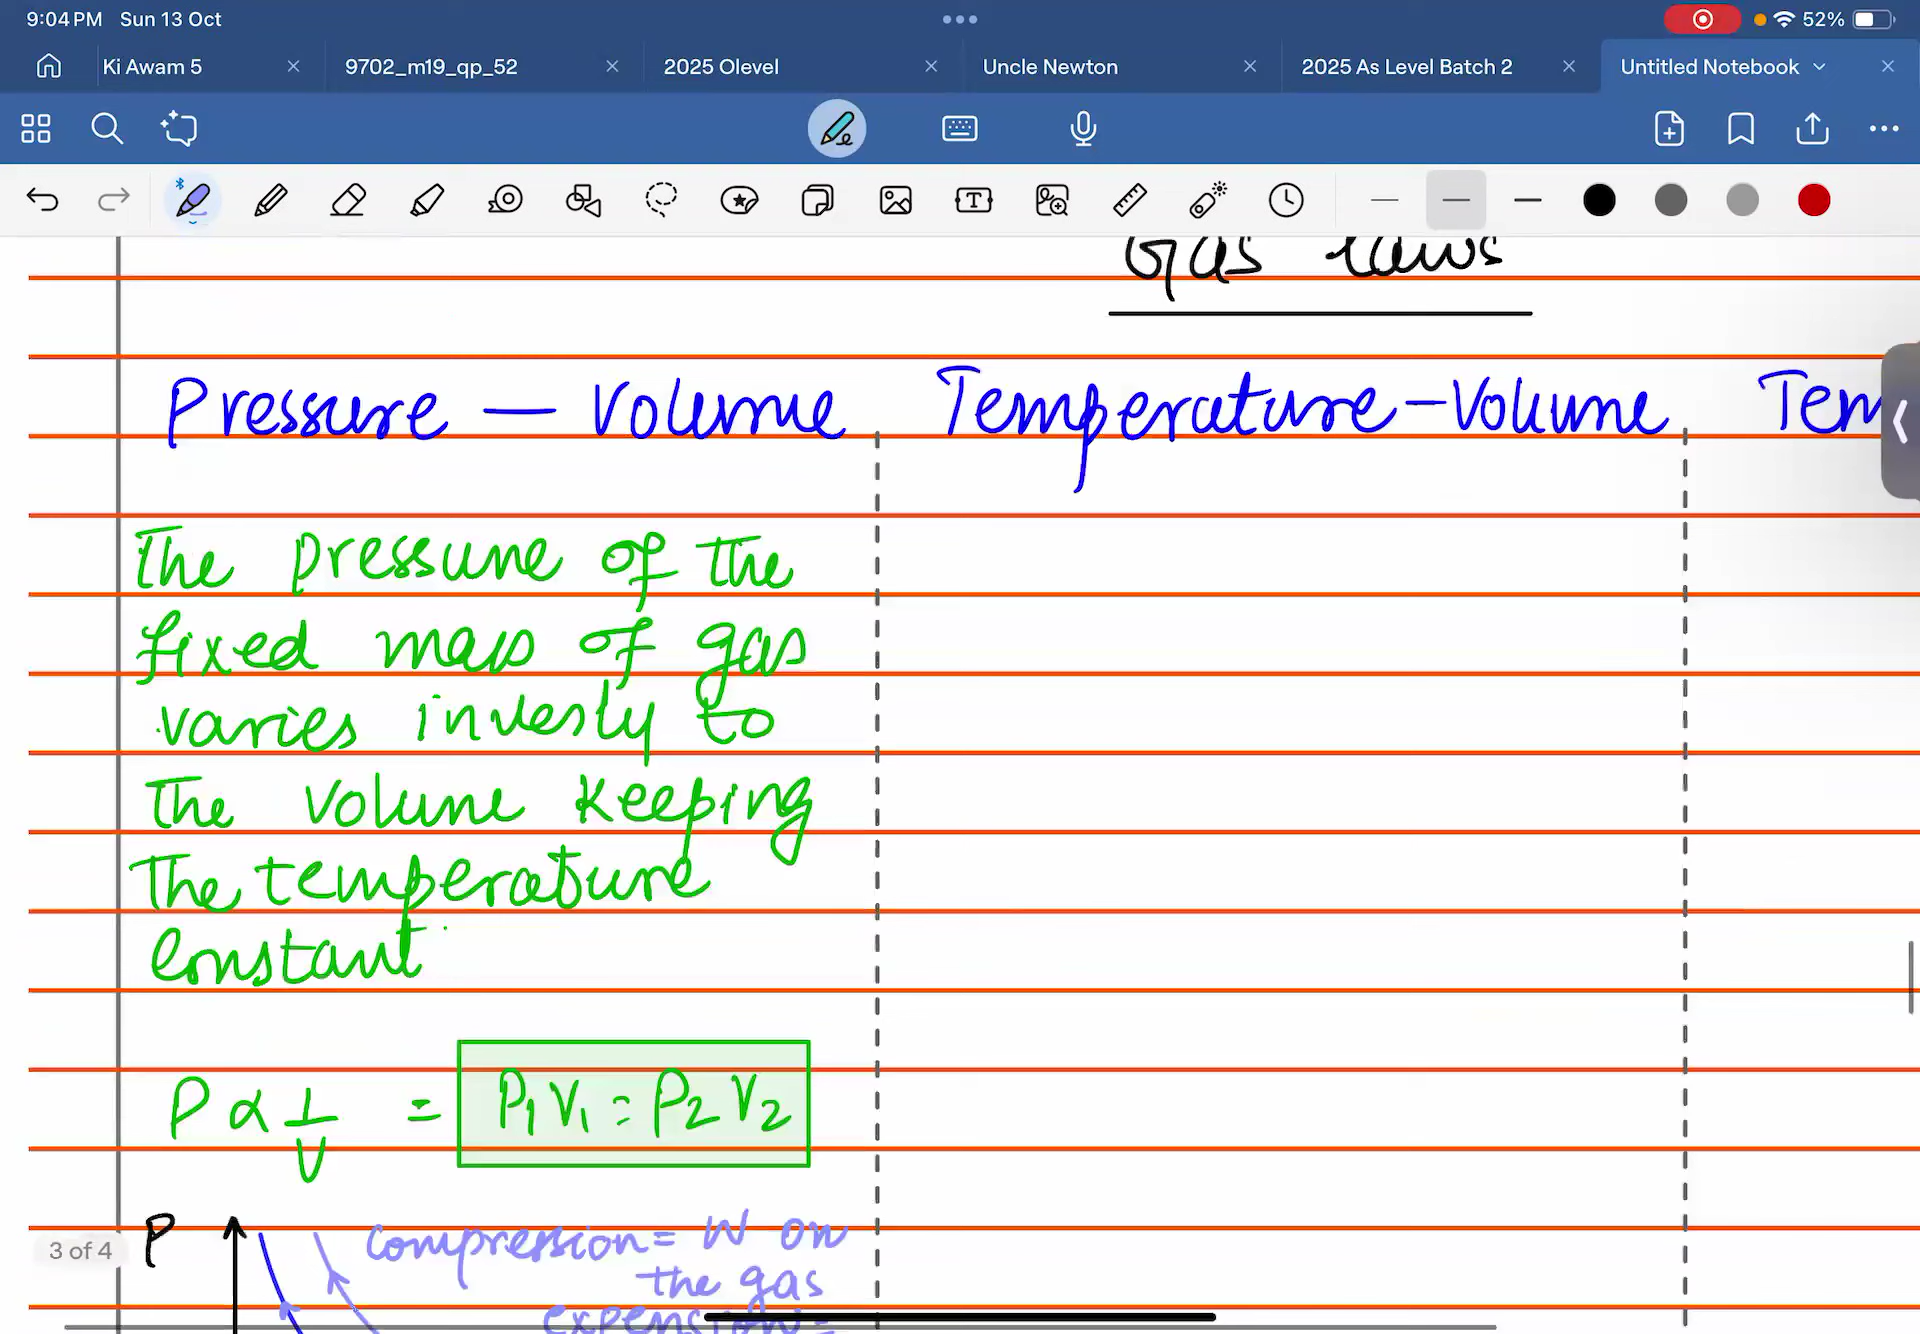 9:04 PM Sun 13 Oct
52%
Ki Awam 5
9702_m19_qp_52
2025 Olevel
Uncle Newton
2025 As Level Batch 2
Untitled Notebook
Gas laws
Pressure — Volume
Temperature - Volume
Tem
The pressure of the
fixed mass of gas
varies invesly to
The volume keeping
The temperature
constant
P ∝ 1/V = P₁V₁ = P₂V₂
P
compression = W on
the gas
expension =
3 of 4